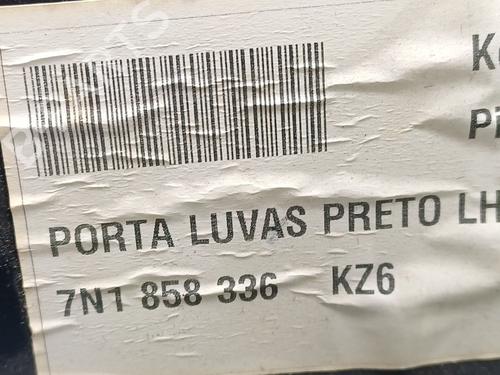 PORTA LUVAS PRETO LH
7N1 858 336 KZ6